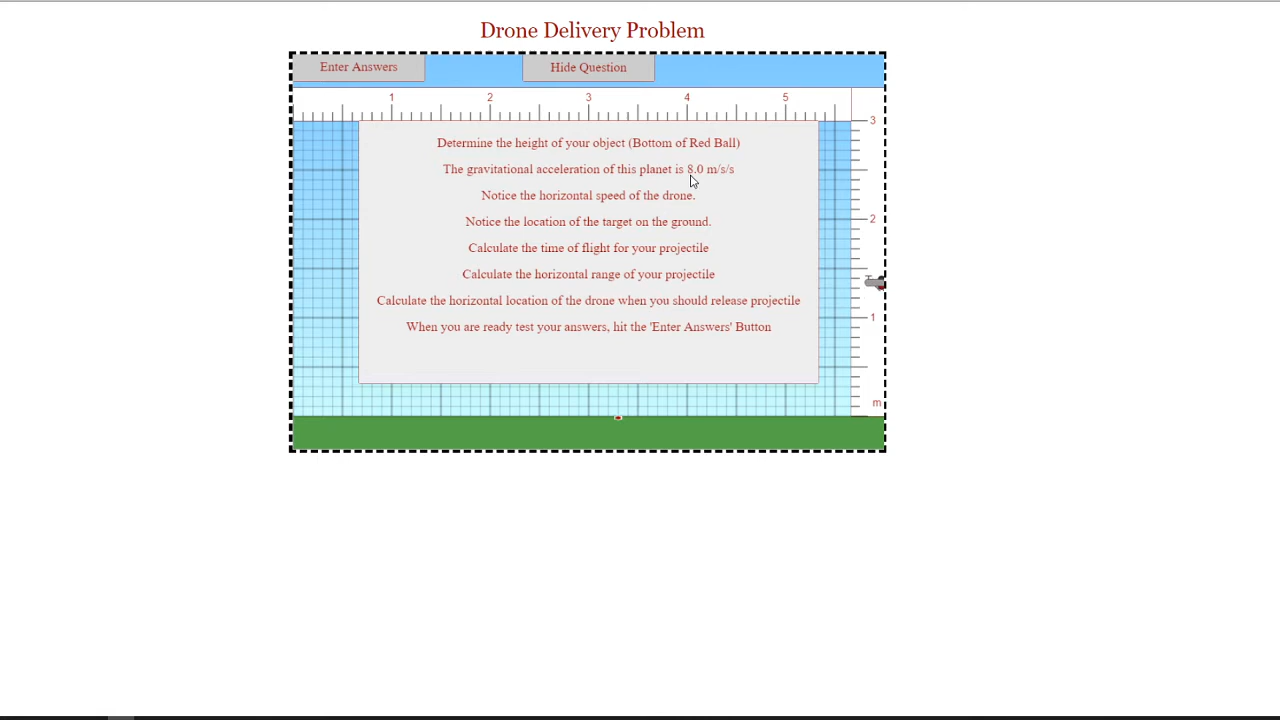 Drone Delivery Problem
Enter Answers
Hide Question
1 2 3 4 5
3
Determine the height of your object (Bottom of Red Ball)
The gravitational acceleration of this planet is 8.0 m/s/s
Notice the horizontal speed of the drone.
Notice the location of the target on the ground.
2
Calculate the time of flight for your projectile
Calculate the horizontal range of your projectile
Calculate the horizontal location of the drone when you should release projectile
1
When you are ready test your answers, hit the 'Enter Answers' Button
m